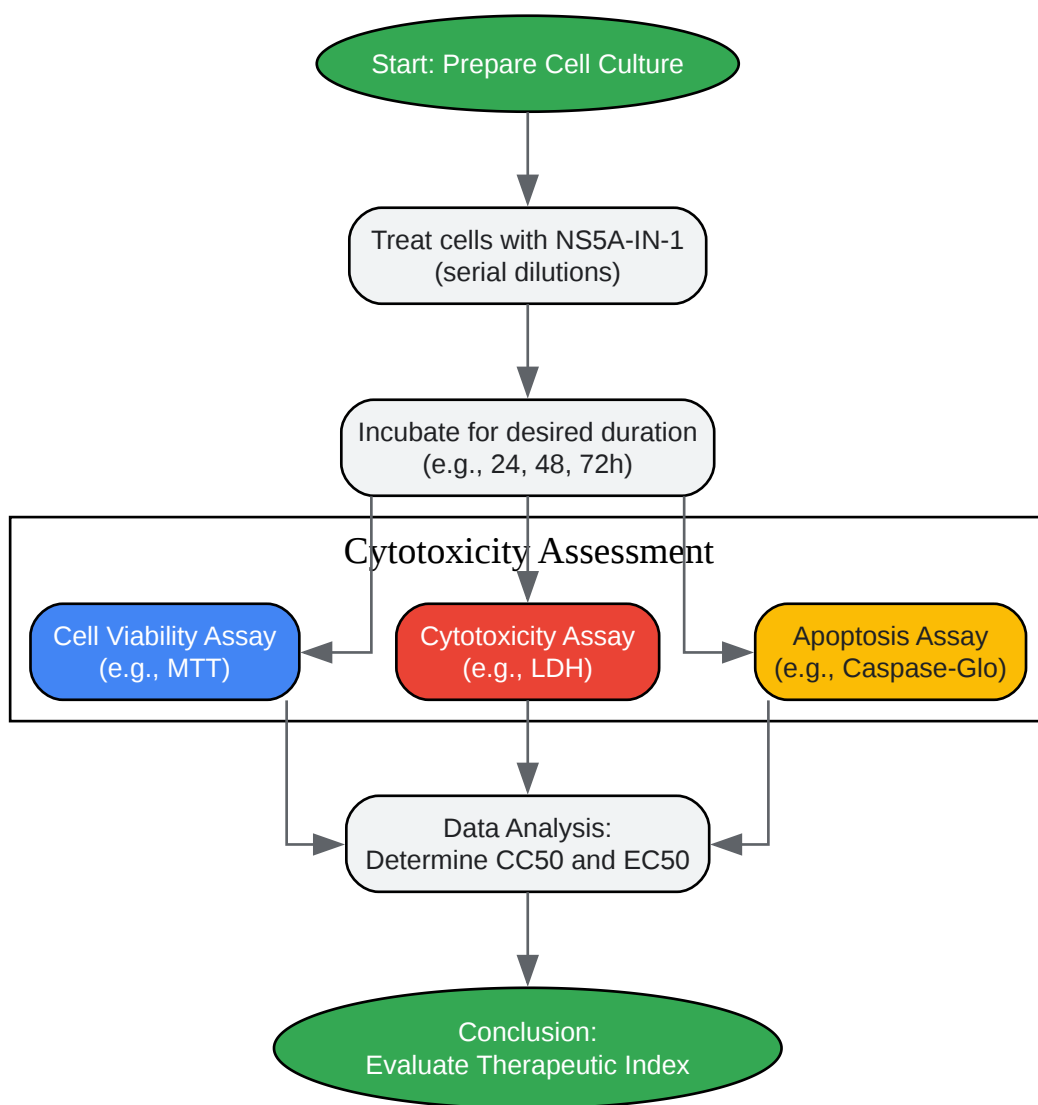 Start: Prepare Cell Culture
Treat cells with NS5A-IN-1
(serial dilutions)
Incubate for desired duration
(e.g., 24, 48, 72h)
Cytotoxicity Assessment
Cell Viability Assay
(e.g., MTT)
Cytotoxicity Assay
(e.g., LDH)
Apoptosis Assay
(e.g., Caspase-Glo)
Data Analysis:
Determine CC50 and EC50
Conclusion:
Evaluate Therapeutic Index